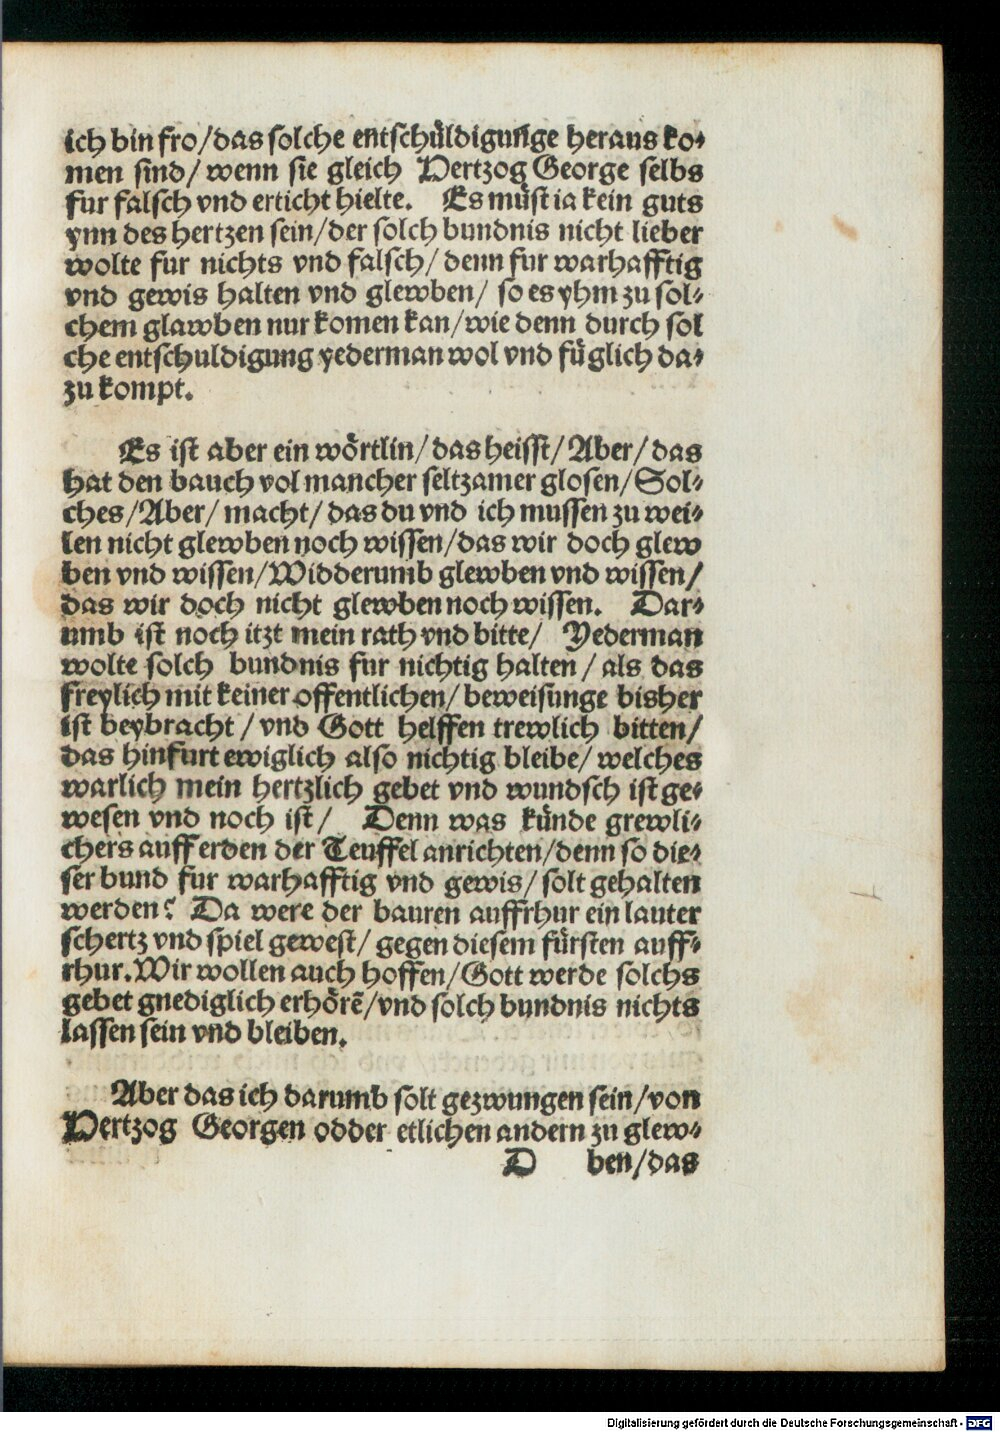 ich bin fro/das solche entschüldigunge heraus ko⸗
men sind/ wenn sie gleich Hertzog George selbs
fur falsch vnd erticht hielte. Es müst ia kein guts
ynn des hertzen sein/der solch bundnis nicht lieber
wolte fur nichts vnd falsch/ denn fur warhafftig
vnd gewis halten vnd glewben/ so es yhm zu sol⸗
chem glawben nur komen kan/wie denn durch sol
che entschuldigung yederman wol vnd füglich da⸗
zu kompt.
Es ist aber ein wörtlin/das heisst/Aber/das
hat den bauch vol mancher seltzamer glosen/Sol⸗
ches/Aber/ macht/das du vnd ich mussen zu wei⸗
len nicht glewben noch wissen/das wir doch glew
ben vnd wissen/Widderumb glewben vnd wissen/
das wir doch nicht glewben noch wissen. Dar⸗
umb ist noch itzt mein rath vnd bitte/ Yederman
wolte solch bundnis fur nichtig halten/als das
freylich mit keiner offentlichen/beweisunge bisher
ist beybracht/vnd Gott helffen trewlich bitten/
das hinfurt ewiglich also nichtig bleibe/welches
warlich mein hertzlich gebet vnd wundsch ist ge⸗
wesen vnd noch ist/ Denn was künde grewli⸗
chers auff erden der Teuffel anrichten/denn so die⸗
ser bund fur warhafftig vnd gewis/solt gehalten
werden? Da were der bauren auffrhur ein lauter
schertz vnd spiel gewest/gegen diesem fürsten auff⸗
rhur. Wir wollen auch hoffen/Gott werde solchs
gebet gnediglich erhörē/vnd solch bundnis nichts
lassen sein vnd bleiben.
Aber das ich darumb solt gezwungen sein/von
Hertzog Georgen odder etlichen andern zu glew⸗
D ben/das
Digitalisierung gefördert durch die Deutsche Forschungsgemeinschaft - DFG